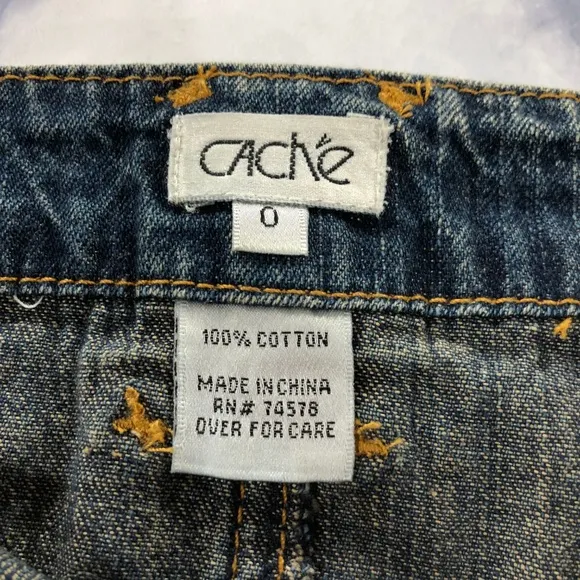 CAChé
0
100% COTTON
MADE IN CHINA
RN# 74578
OVER FOR CARE